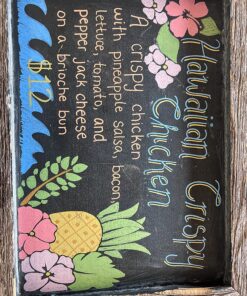 Hawaiian Crispy
Chicken
A crispy chicken
with pineapple salsa, bacon,
lettuce, tomato, and
pepper jack cheese
on a brioche bun
$12